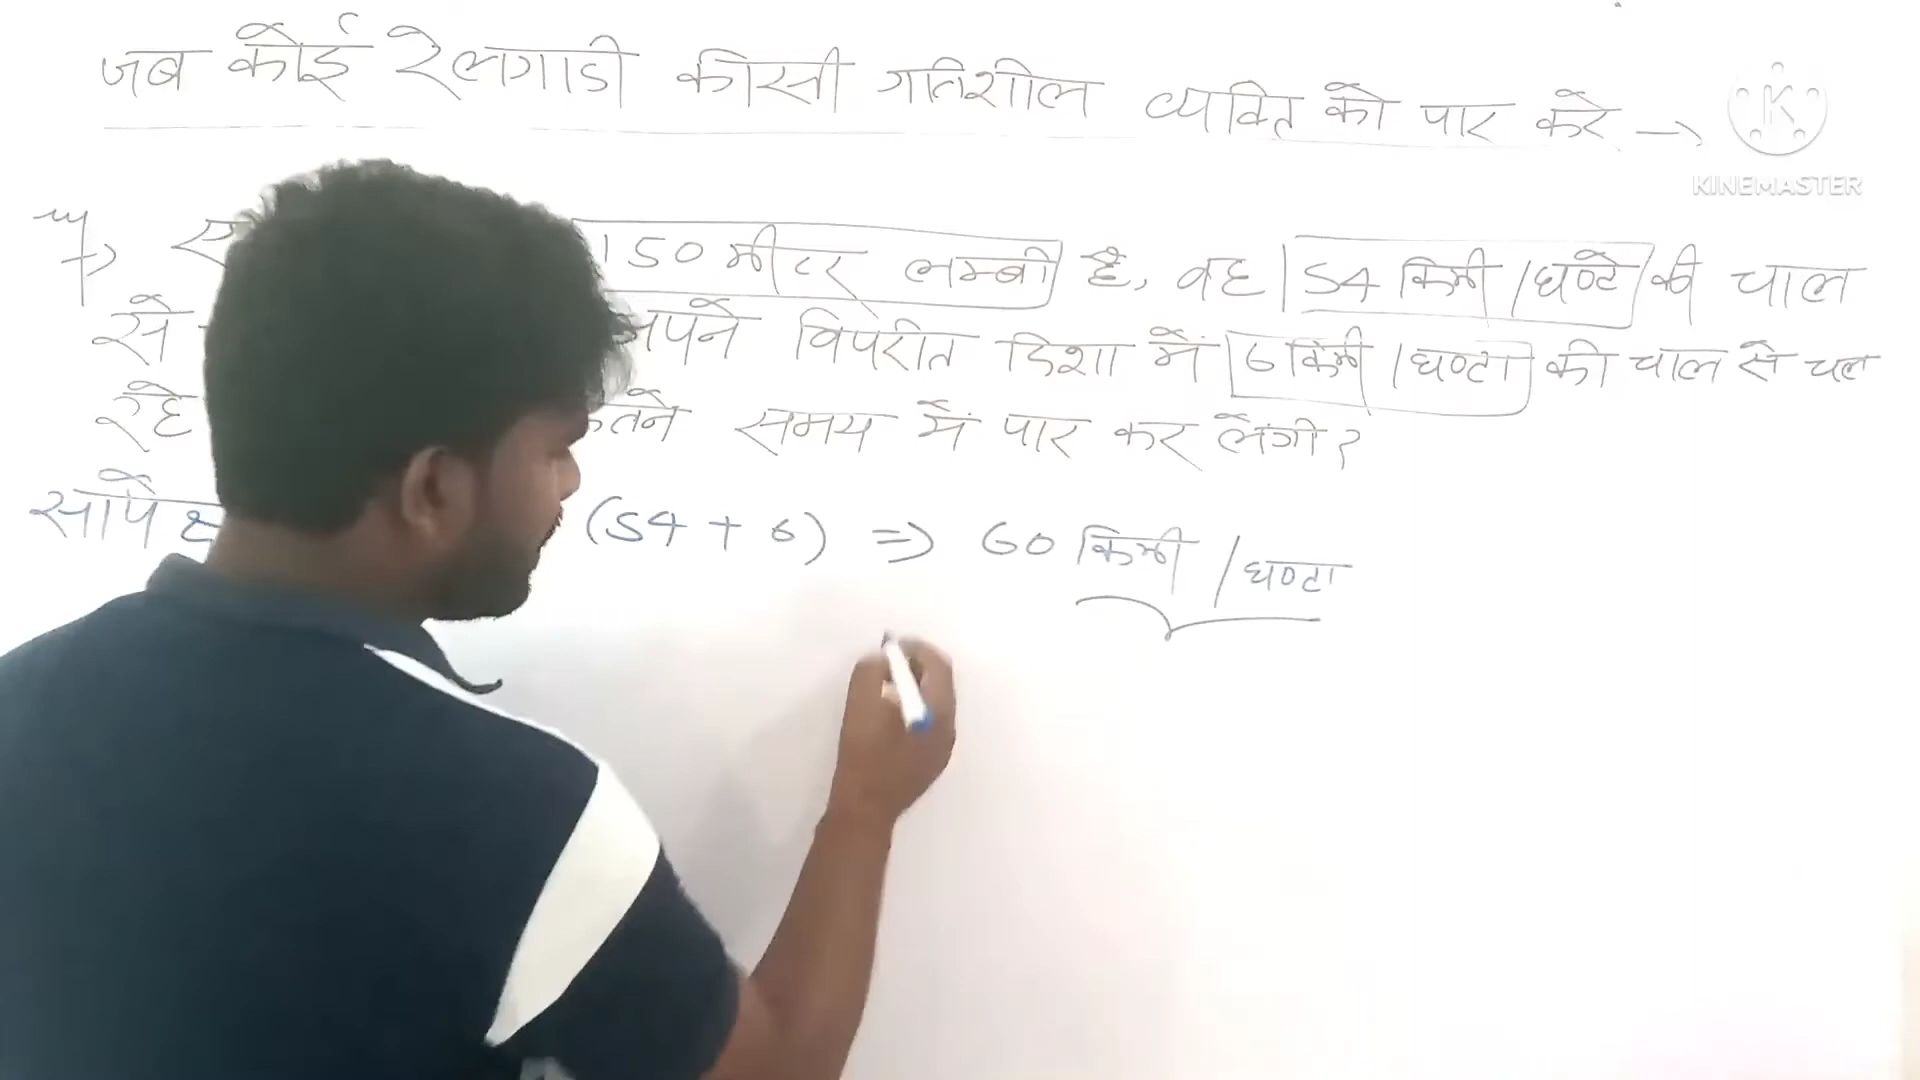 जब कोई रेलगाडी कीसी गतिशील व्यक्ति को पार करे →
KINEMASTER
150 मीटर लम्बी है, वह 54 किमी / घण्टे की चाल
से अपने विपरीत दिशा में 6 किमी / घण्टा की चाल से चल
रहे कितने समय में पार कर लेगी?
सापेक्ष (54 + 6) => 60 किमी / घण्टा